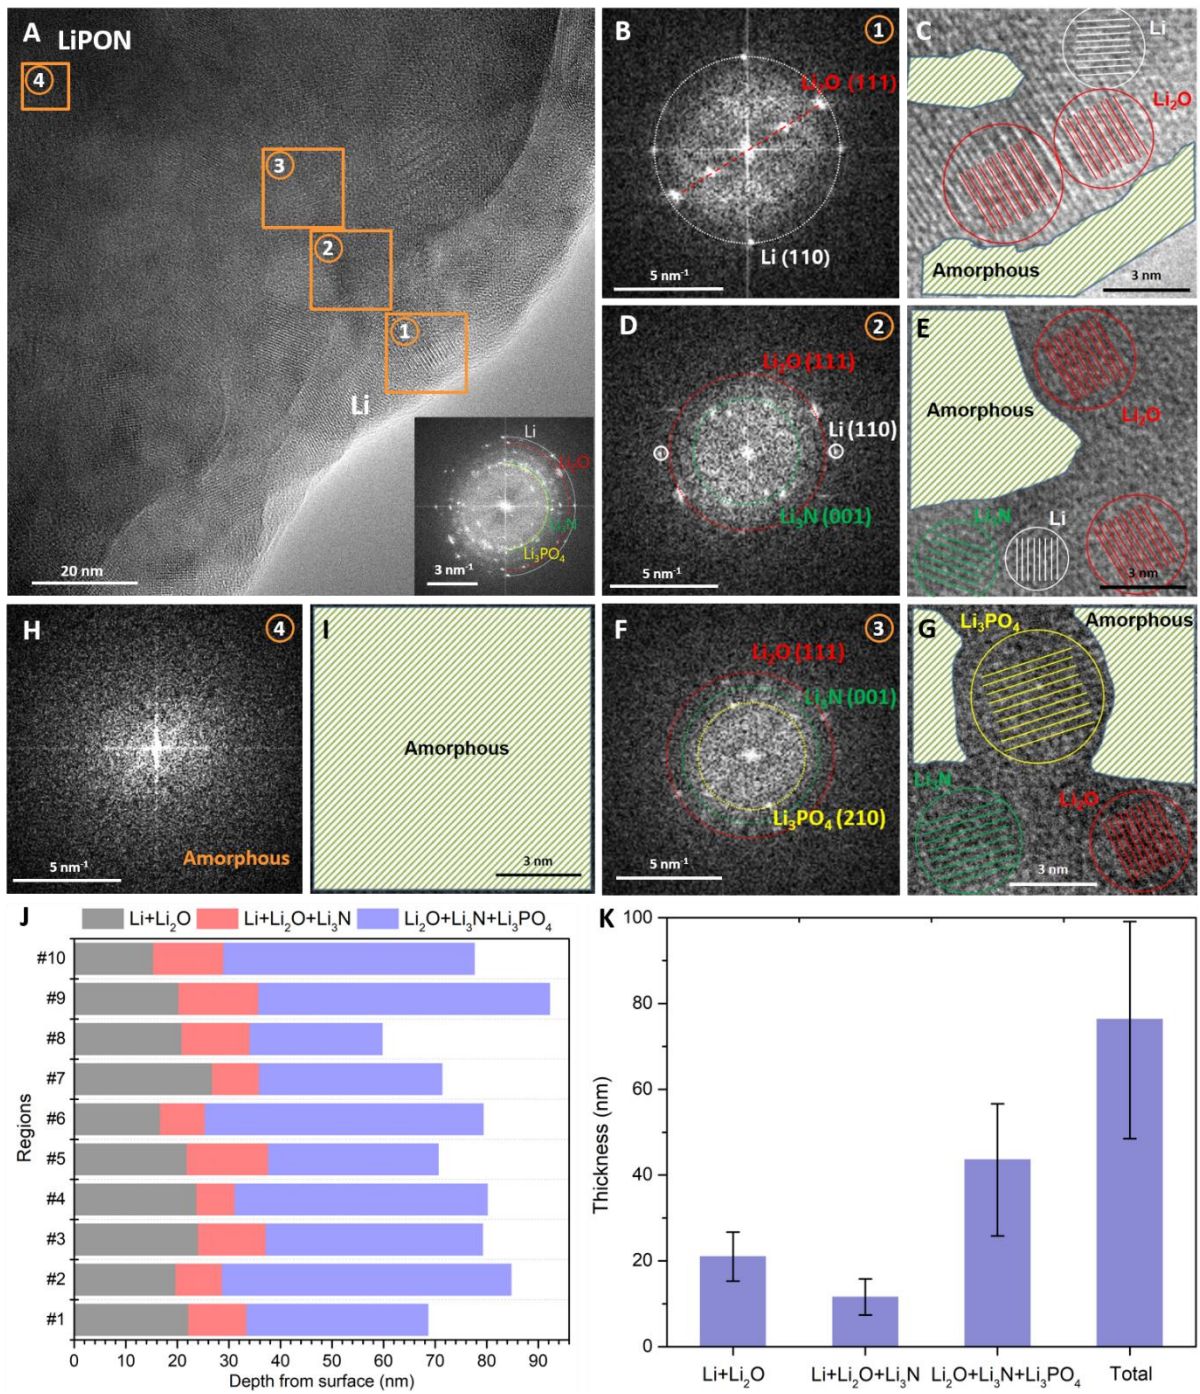 A
LiPON
4
3
2
1
Li
20 nm
Li
Li₂O
Li₃N
Li₃PO₄
3 nm⁻¹
B
1
Li₂O (111)
Li (110)
5 nm⁻¹
C
Li
Li₂O
Amorphous
3 nm
D
2
Li₂O (111)
Li (110)
Li₃N (001)
5 nm⁻¹
E
Amorphous
Li₂O
Li₃N
Li
3 nm
H
4
5 nm⁻¹
Amorphous
I
Amorphous
3 nm
F
3
Li₂O (111)
Li₃N (001)
Li₃PO₄ (210)
5 nm⁻¹
G
Li₃PO₄
Amorphous
Li₃N
Li₂O
3 nm
J
Li+Li₂O
Li+Li₂O+Li₃N
Li₂O+Li₃N+Li₃PO₄
#10
#9
#8
#7
#6
#5
#4
#3
#2
#1
Regions
0 10 20 30 40 50 60 70 80 90
Depth from surface (nm)
K
100
80
60
40
20
0
Thickness (nm)
Li+Li₂O
Li+Li₂O+Li₃N
Li₂O+Li₃N+Li₃PO₄
Total